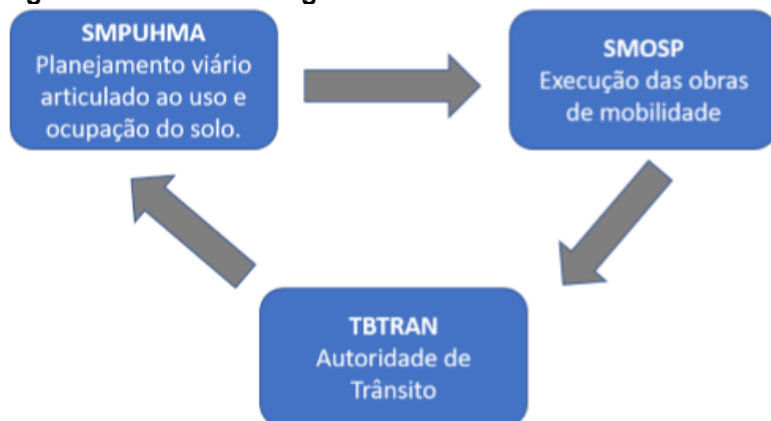 SMPUHMA
Planejamento viário
articulado ao uso e
ocupação do solo.
SMOSP
Execução das obras
de mobilidade
TBTRAN
Autoridade de
Trânsito